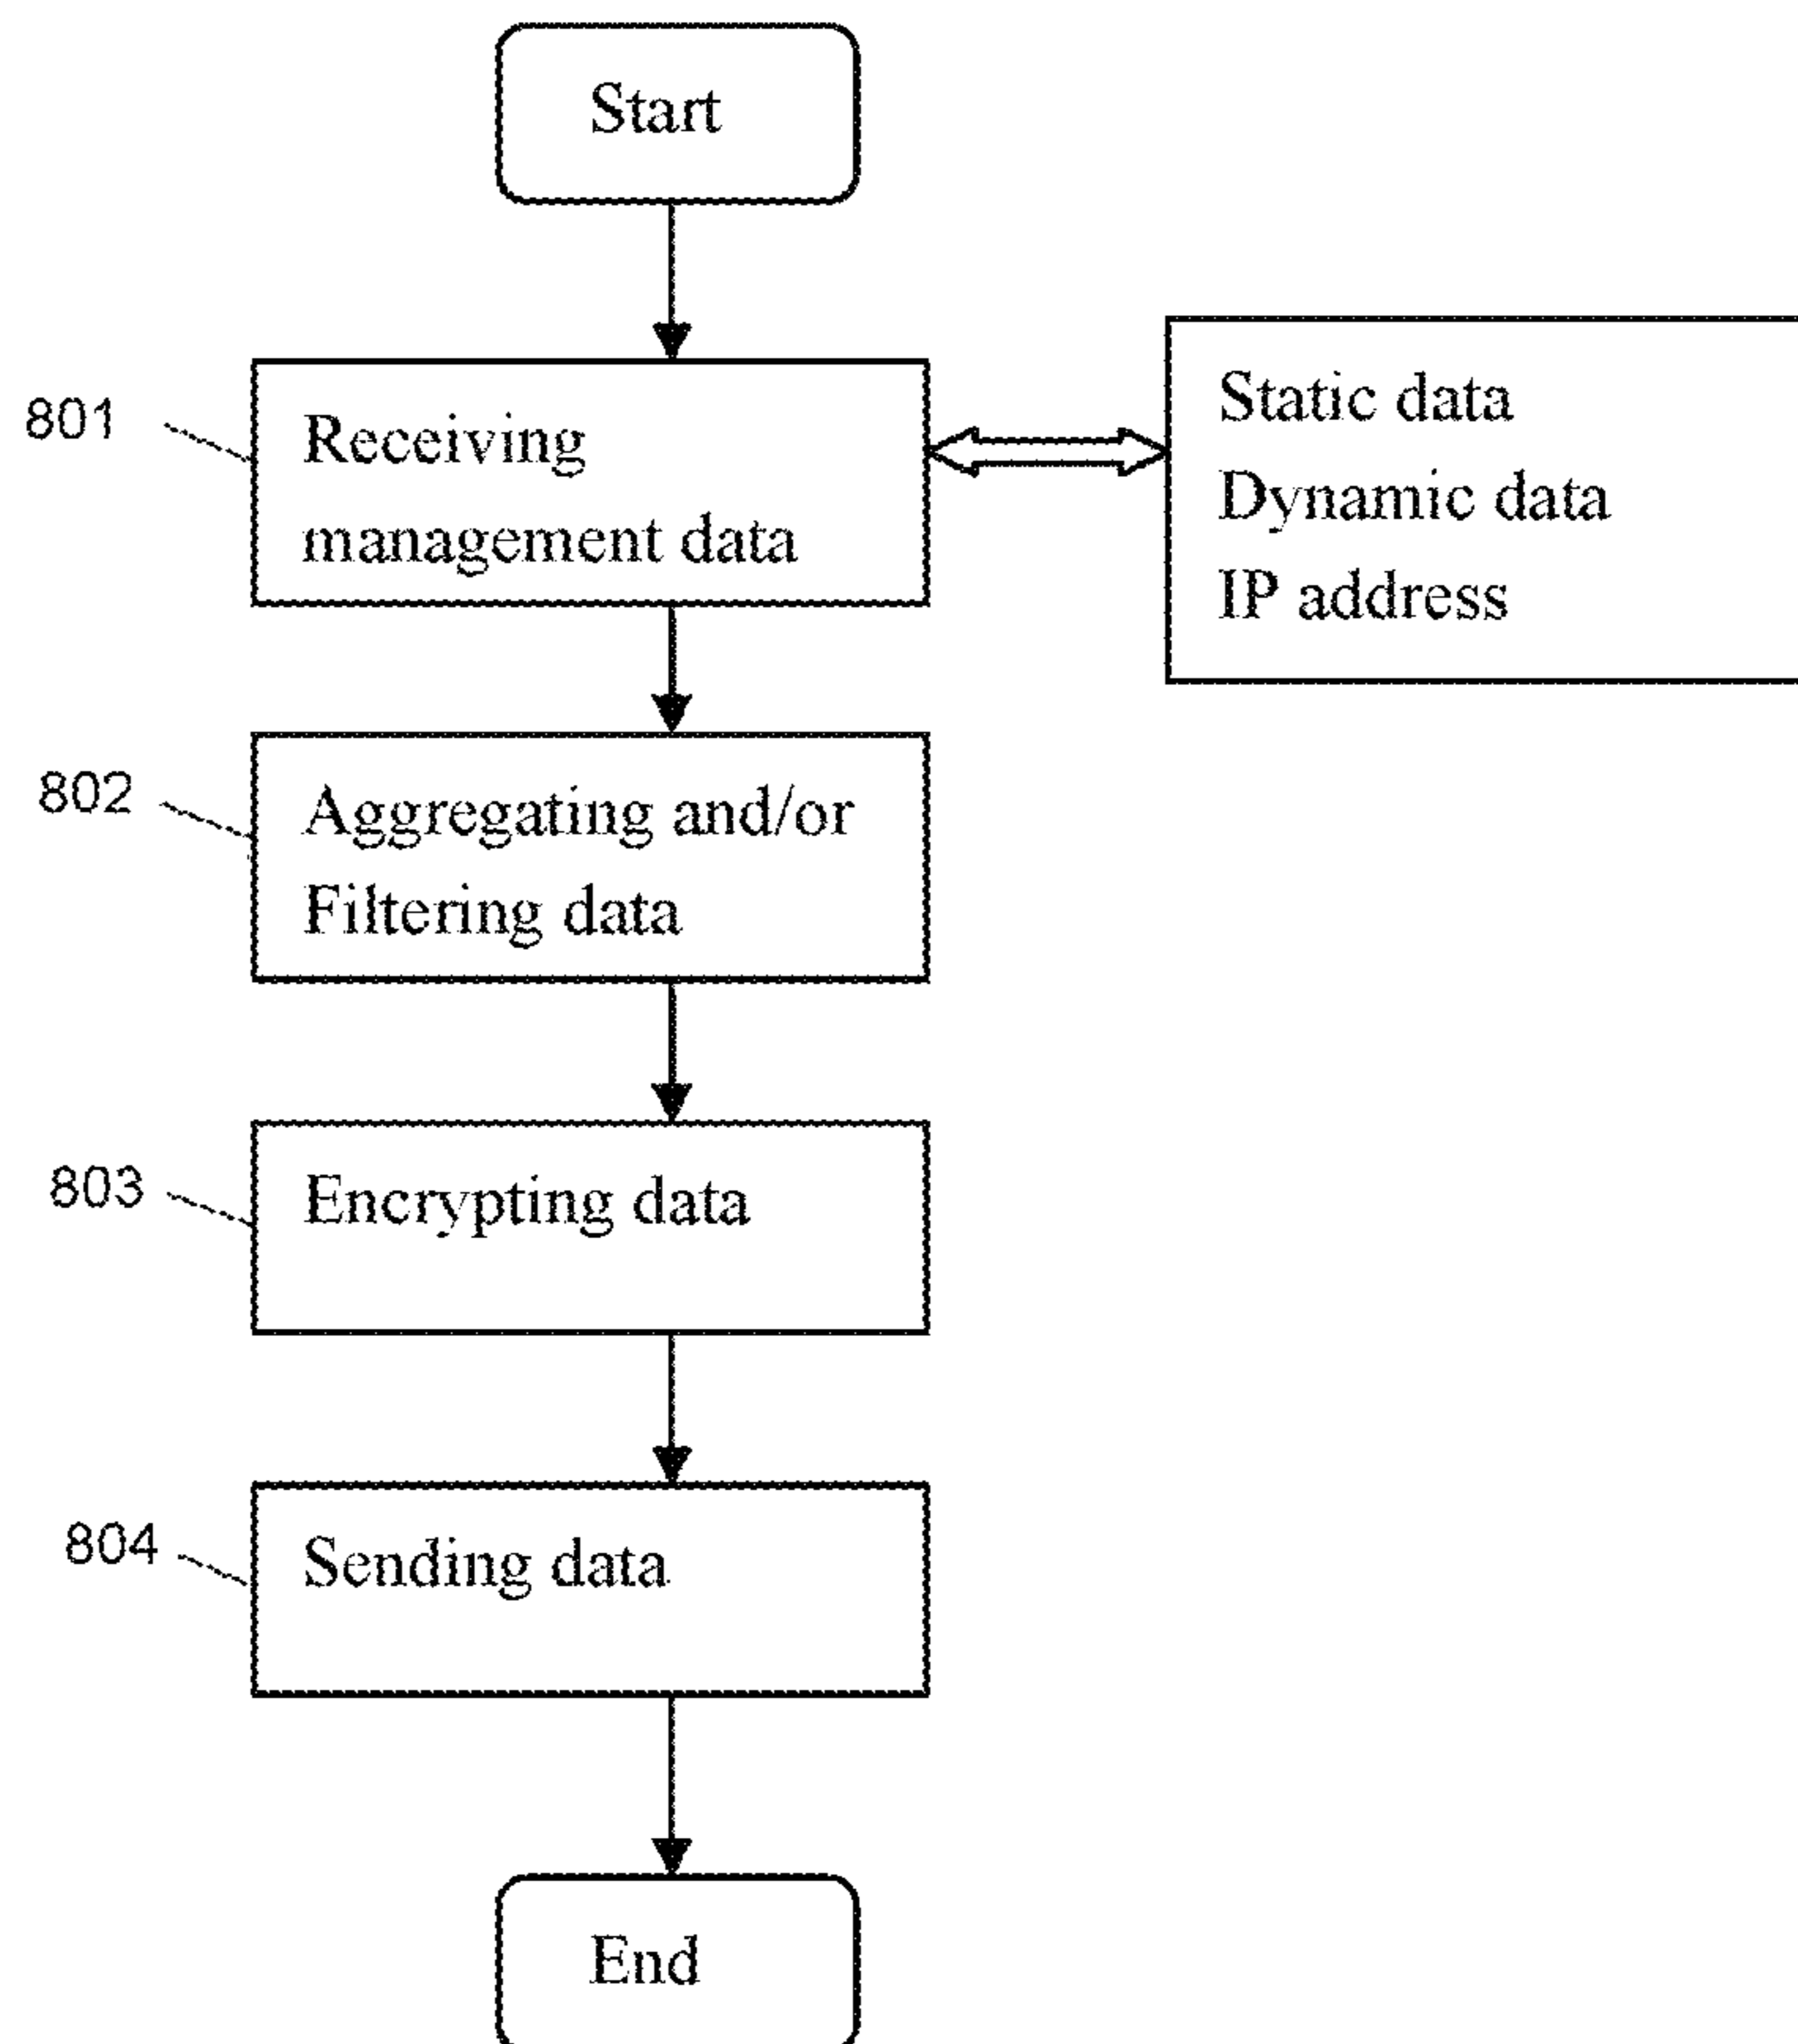 Start
801
Receiving
management data
Static data
Dynamic data
IP address
802
Aggregating and/or
Filtering data
803
Encrypting data
804
Sending data
End